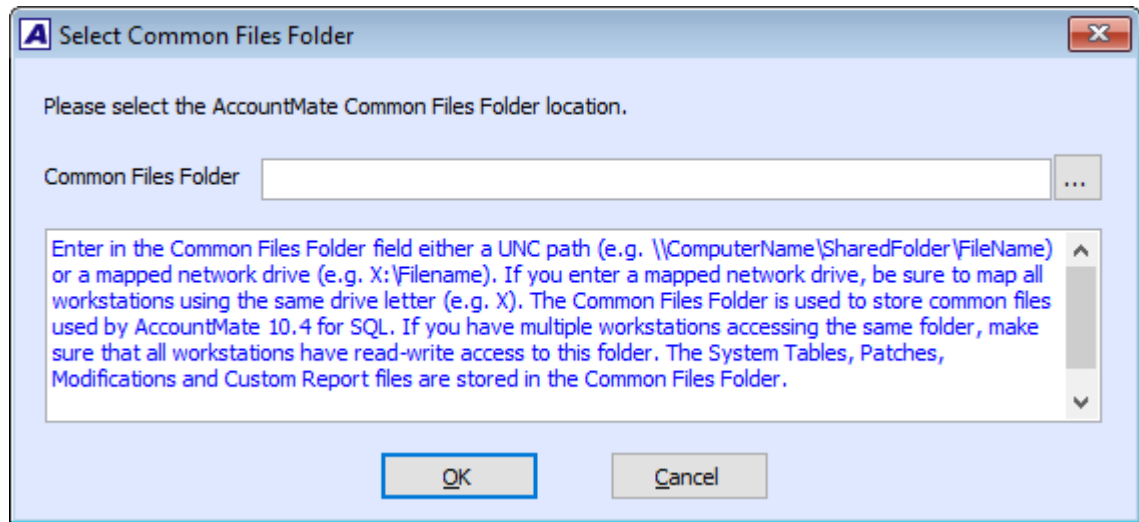 A Select Common Files Folder
Please select the AccountMate Common Files Folder location.
Common Files Folder
...
Enter in the Common Files Folder field either a UNC path (e.g. \\ComputerName\SharedFolder\FileName)
or a mapped network drive (e.g. X:\Filename). If you enter a mapped network drive, be sure to map all
workstations using the same drive letter (e.g. X). The Common Files Folder is used to store common files
used by AccountMate 10.4 for SQL. If you have multiple workstations accessing the same folder, make
sure that all workstations have read-write access to this folder. The System Tables, Patches,
Modifications and Custom Report files are stored in the Common Files Folder.
OK Cancel